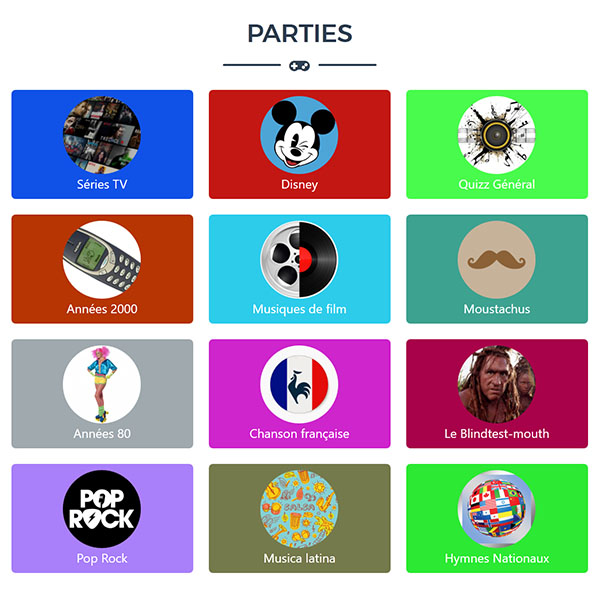 PARTIES
Séries TV
Disney
Quizz Général
Années 2000
Musiques de film
Moustachus
Années 80
Chanson française
Le Blindtest-mouth
POP
ROCK
SALSA
Pop Rock
Musica latina
Hymnes Nationaux